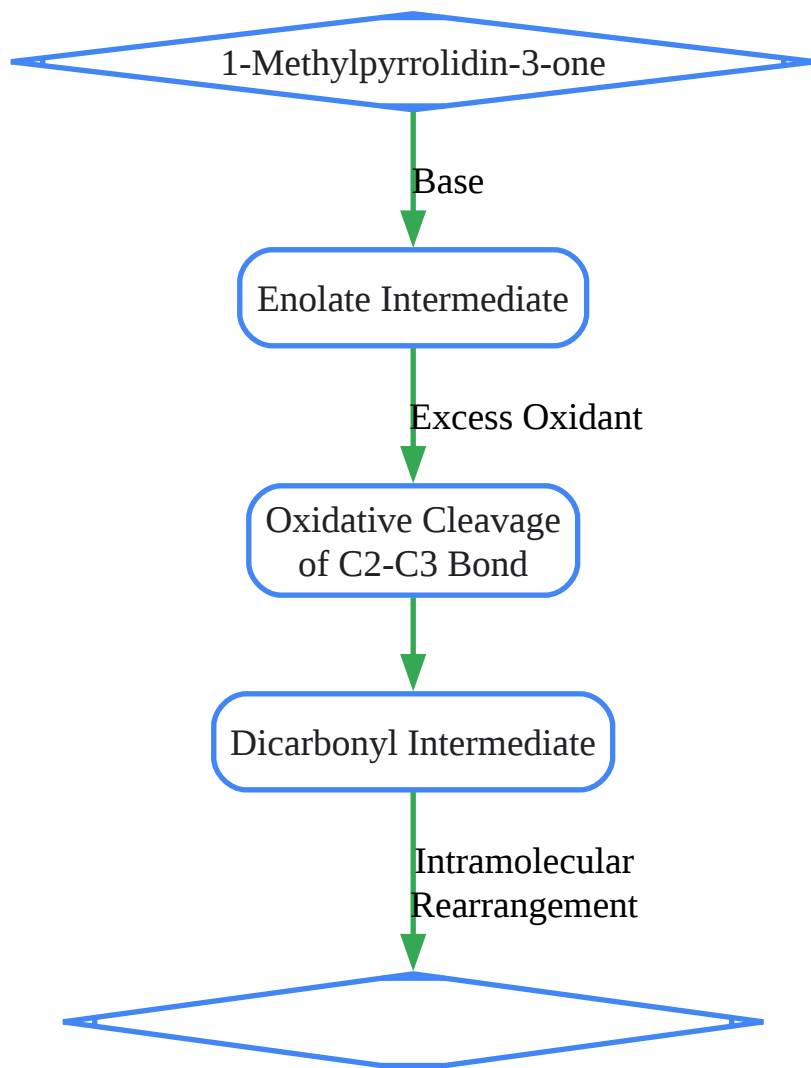 1-Methylpyrrolidin-3-one
Base
Enolate Intermediate
Excess Oxidant
Oxidative Cleavage
of C2-C3 Bond
Dicarbonyl Intermediate
Intramolecular
Rearrangement